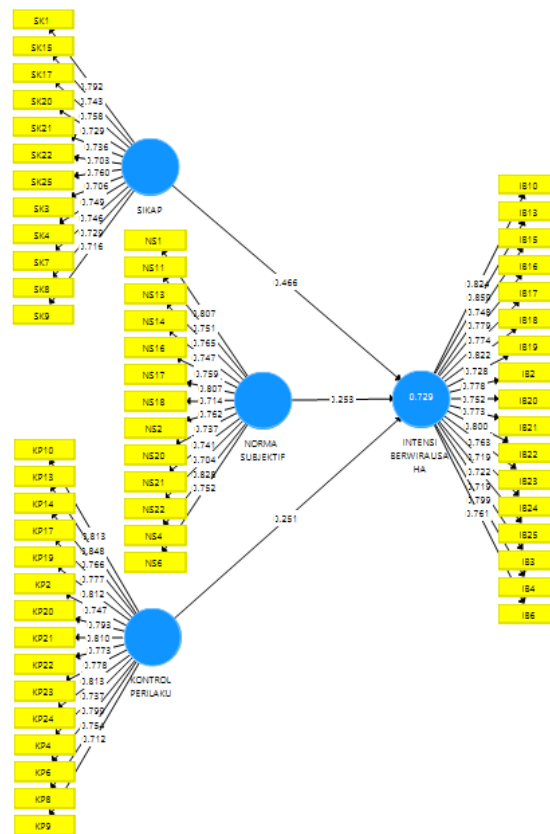 SK1
SK15
SK17
SK20
SK21
SK22
SK25
SK3
SK4
SK7
SK8
SK9
0.792
0.743
0.758
0.729
0.736
0.703
0.760
0.706
0.749
0.746
0.729
0.716
SIKAP
0.466
NS1
NS11
NS13
NS14
NS16
NS17
NS18
NS2
NS20
NS21
NS22
NS4
NS6
0.807
0.751
0.765
0.747
0.759
0.807
0.714
0.762
0.737
0.741
0.704
0.828
0.752
NORMA
SUBJEKTIF
0.253
KP10
KP13
KP14
KP17
KP19
KP2
KP20
KP21
KP22
KP23
KP24
KP4
KP6
KP8
KP9
0.813
0.848
0.766
0.777
0.812
0.747
0.793
0.810
0.773
0.778
0.813
0.737
0.799
0.754
0.712
KONTROL
PERILAKU
0.251
0.729
INTENSI
BERWIRAUSA
HA
0.824
0.859
0.748
0.779
0.774
0.822
0.728
0.778
0.752
0.773
0.800
0.763
0.719
0.722
0.719
0.799
0.761
IB10
IB13
IB15
IB16
IB17
IB18
IB19
IB2
IB20
IB21
IB22
IB23
IB24
IB25
IB3
IB4
IB6